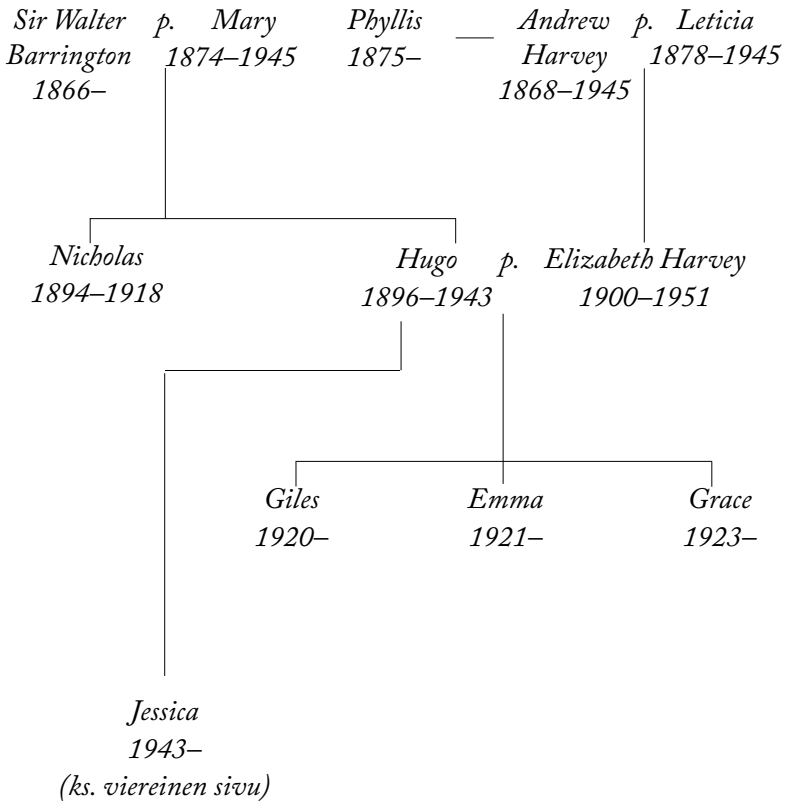 Sir Walter p. Mary Phyllis — Andrew p. Leticia
Barrington 1874–1945 1875– Harvey 1878–1945
1866– 1868–1945
Nicholas Hugo p. Elizabeth Harvey
1894–1918 1896–1943 1900–1951
Giles Emma Grace
1920– 1921– 1923–
Jessica
1943–
(ks. viereinen sivu)